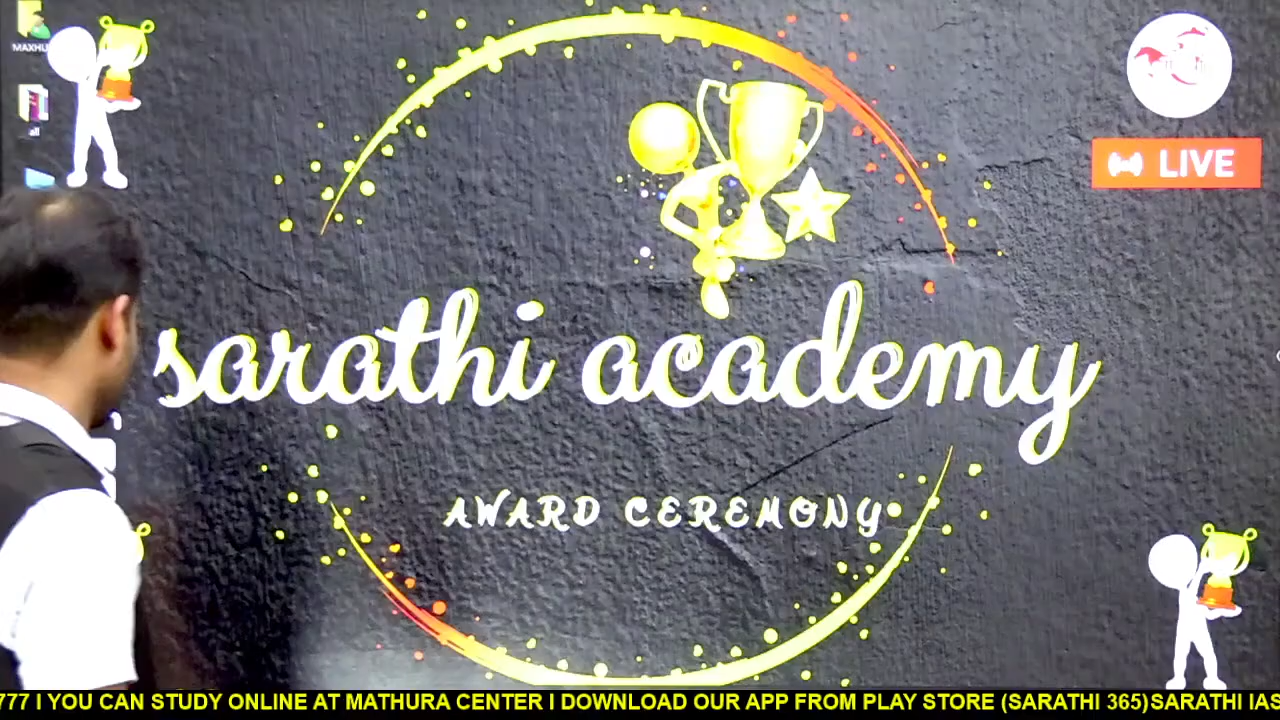 all
LIVE
sarathi academy
AWARD CEREMONY
777 I YOU CAN STUDY ONLINE AT MATHURA CENTER I DOWNLOAD OUR APP FROM PLAY STORE (SARATHI 365)SARATHI IAS